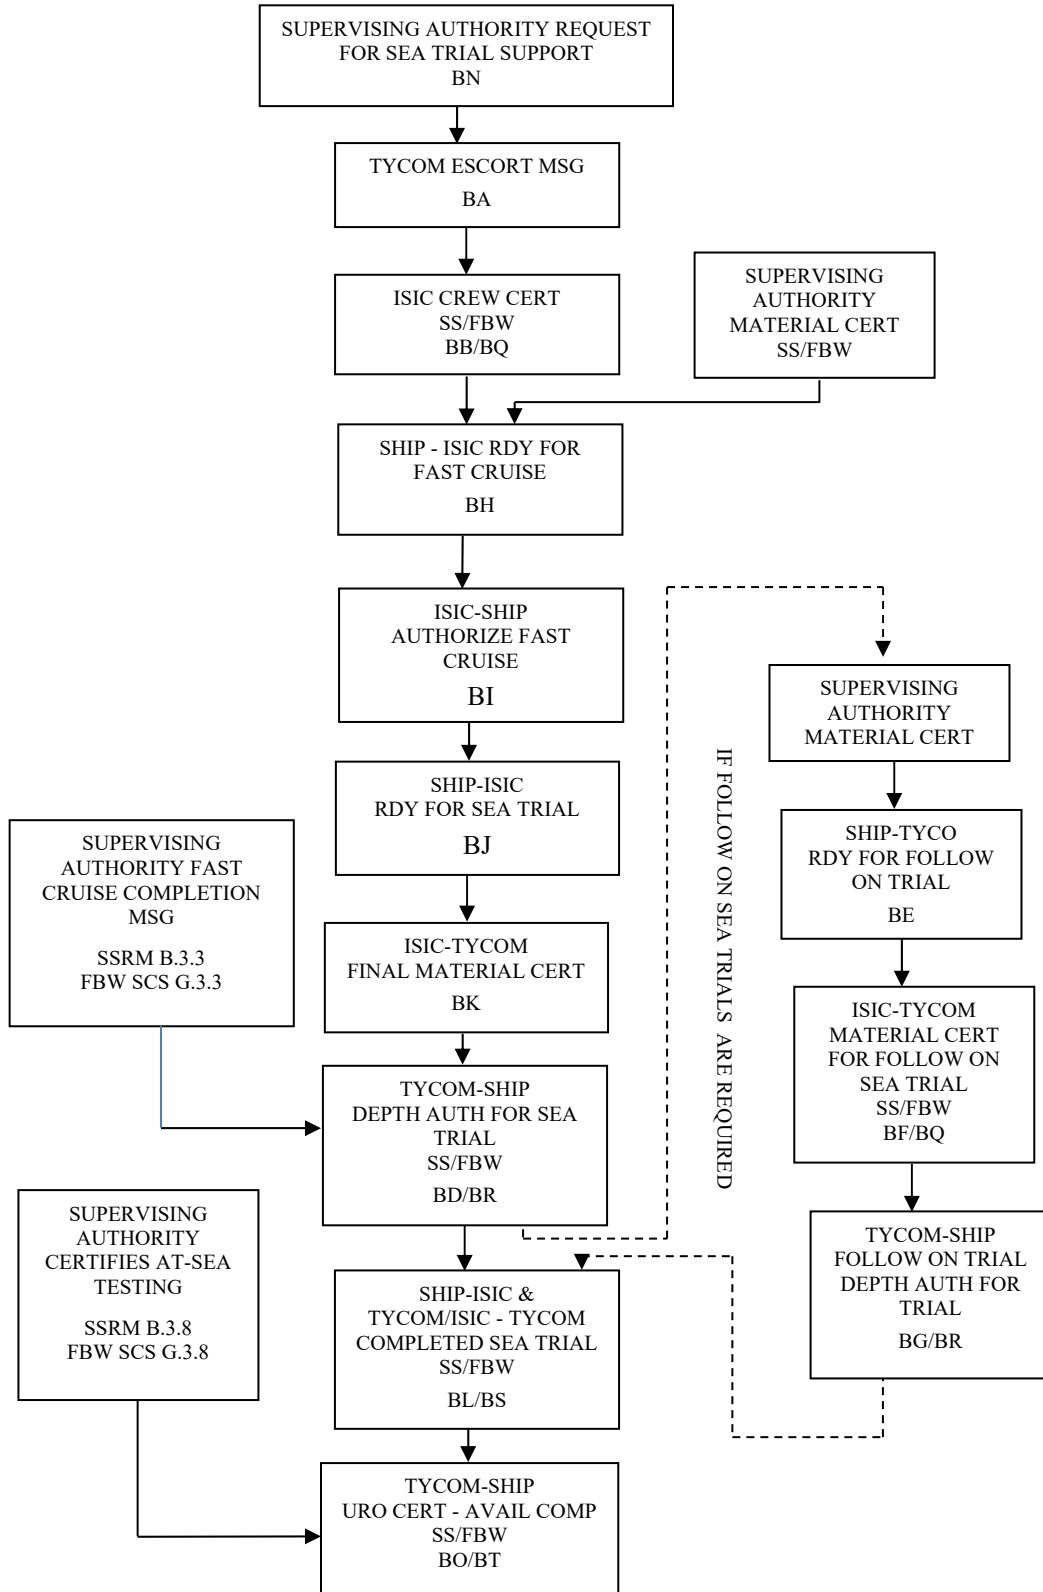 SUPERVISING AUTHORITY REQUEST
FOR SEA TRIAL SUPPORT
BN
TYCOM ESCORT MSG
BA
ISIC CREW CERT
SS/FBW
BB/BQ
SUPERVISING
AUTHORITY
MATERIAL CERT
SS/FBW
SHIP - ISIC RDY FOR
FAST CRUISE
BH
ISIC-SHIP
AUTHORIZE FAST
CRUISE
BI
SHIP-ISIC
RDY FOR SEA TRIAL
BJ
SUPERVISING
AUTHORITY FAST
CRUISE COMPLETION
MSG
SSRM B.3.3
FBW SCS G.3.3
ISIC-TYCOM
FINAL MATERIAL CERT
BK
TYCOM-SHIP
DEPTH AUTH FOR SEA
TRIAL
SS/FBW
BD/BR
IF FOLLOW ON SEA TRIALS ARE REQUIRED
SUPERVISING
AUTHORITY
MATERIAL CERT
SHIP-TYCO
RDY FOR FOLLOW
ON TRIAL
BE
ISIC-TYCOM
MATERIAL CERT
FOR FOLLOW ON
SEA TRIAL
SS/FBW
BF/BQ
TYCOM-SHIP
FOLLOW ON TRIAL
DEPTH AUTH FOR
TRIAL
BG/BR
SUPERVISING
AUTHORITY
CERTIFIES AT-SEA
TESTING
SSRM B.3.8
FBW SCS G.3.8
SHIP-ISIC &
TYCOM/ISIC - TYCOM
COMPLETED SEA TRIAL
SS/FBW
BL/BS
TYCOM-SHIP
URO CERT - AVAIL COMP
SS/FBW
BO/BT